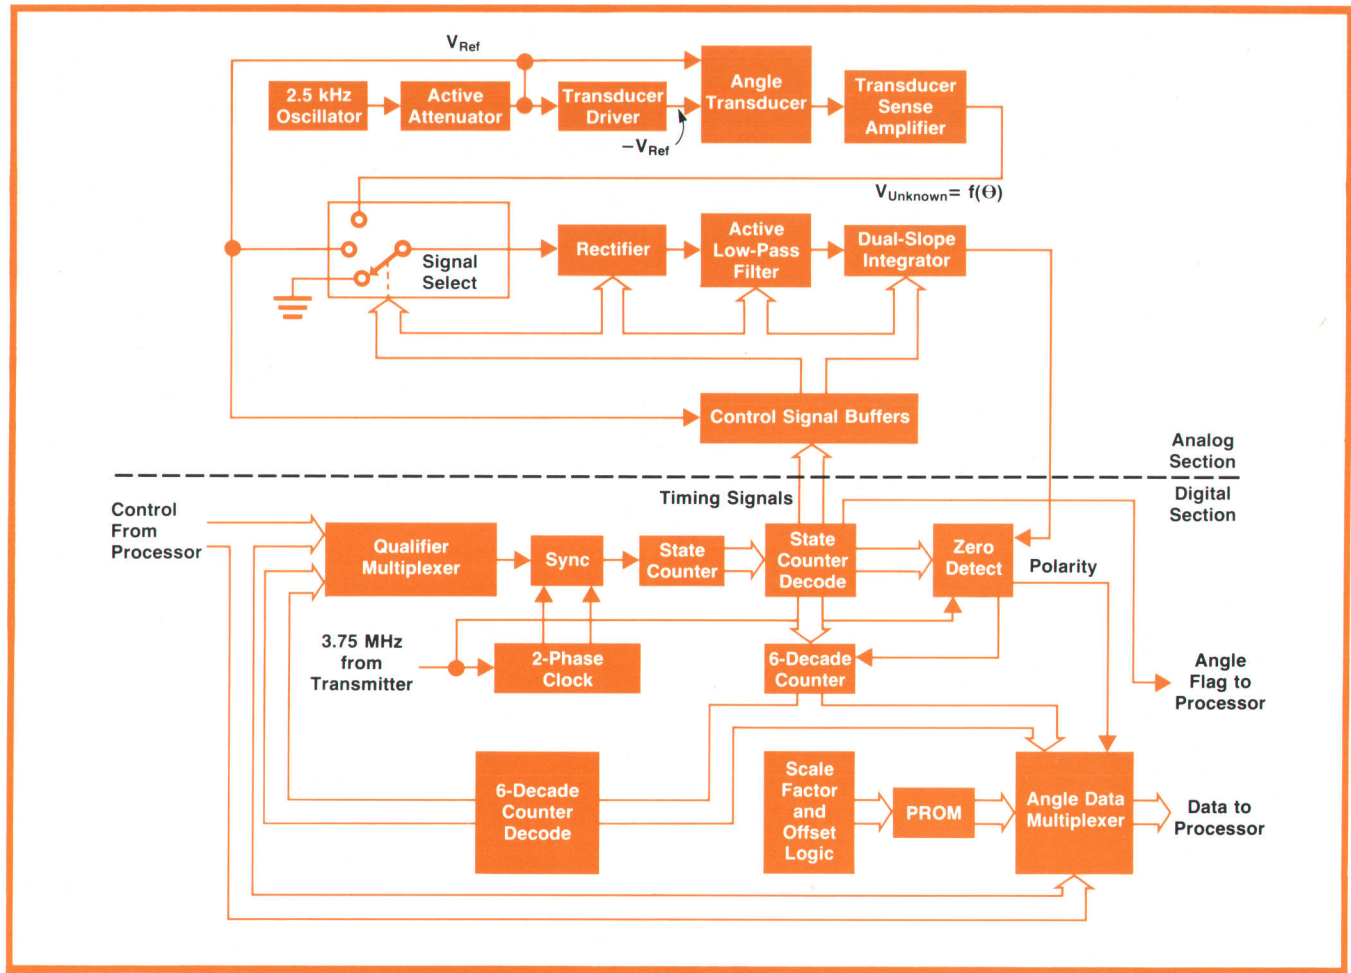 V_Ref
2.5 kHz
Oscillator
Active
Attenuator
Transducer
Driver
Angle
Transducer
Transducer
Sense
Amplifier
−V_Ref
V_Unknown = f(Θ)
Signal
Select
Rectifier
Active
Low-Pass
Filter
Dual-Slope
Integrator
Control Signal Buffers
Analog
Section
Timing Signals
Digital
Section
Control
From
Processor
Qualifier
Multiplexer
Sync
State
Counter
State
Counter
Decode
Zero
Detect
Polarity
3.75 MHz
from
Transmitter
2-Phase
Clock
6-Decade
Counter
Angle
Flag to
Processor
6-Decade
Counter
Decode
Scale
Factor
and
Offset
Logic
PROM
Angle Data
Multiplexer
Data to
Processor